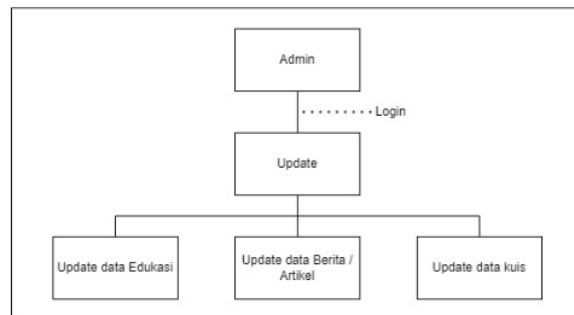 Admin
Login
Update
Update data Edukasi
Update data Berita /
Artikel
Update data kuis